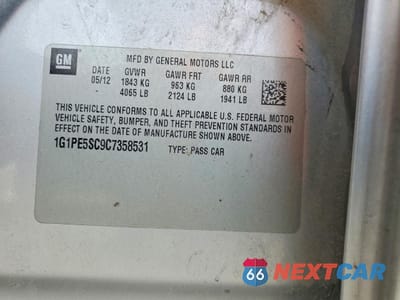 GM
MFD BY GENERAL MOTORS LLC
DATE GVWR GAWR FRT GAWR RR
05/12 1843 KG 963 KG 880 KG
4065 LB 2124 LB 1941 LB
THIS VEHICLE CONFORMS TO ALL APPLICABLE U.S. FEDERAL MOTOR
VEHICLE SAFETY, BUMPER, AND THEFT PREVENTION STANDARDS IN
EFFECT ON THE DATE OF MANUFACTURE SHOWN ABOVE.
1G1PE5SC9C7358531 TYPE: PASS CAR
66 NEXTCAR